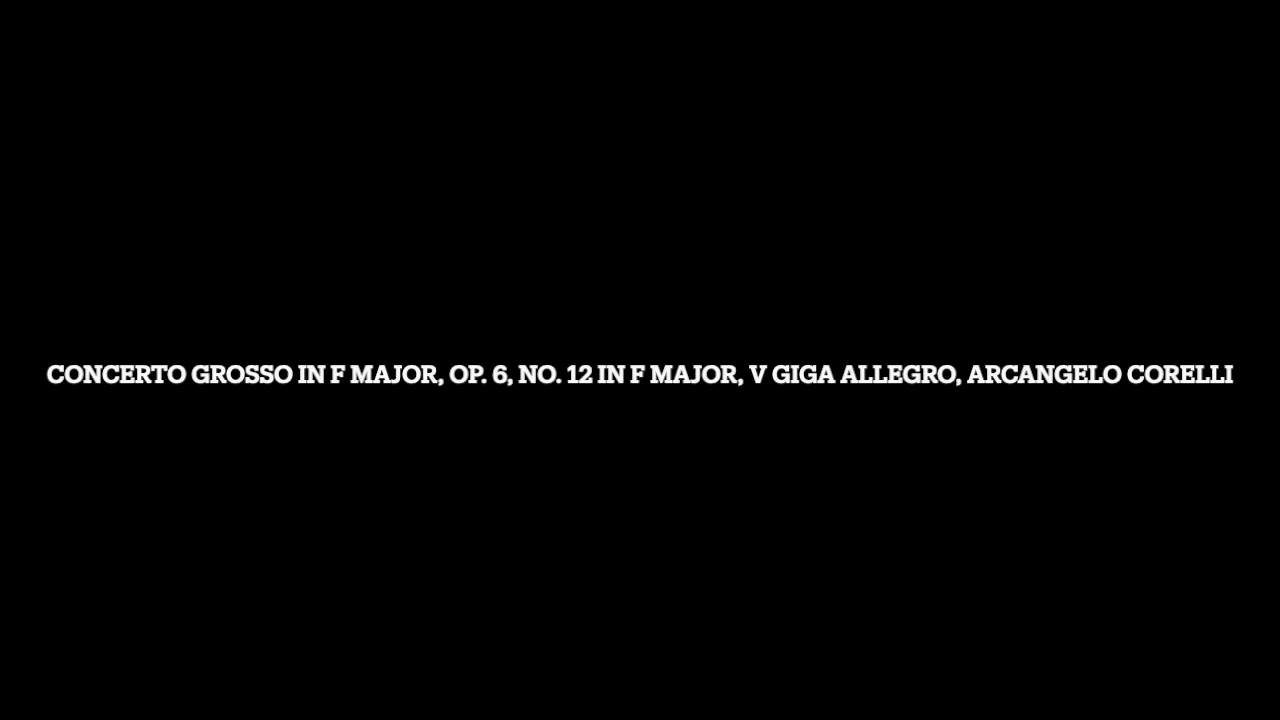 CONCERTO GROSSO IN F MAJOR, OP. 6, NO. 12 IN F MAJOR, V GIGA ALLEGRO, ARCANGELO CORELLI